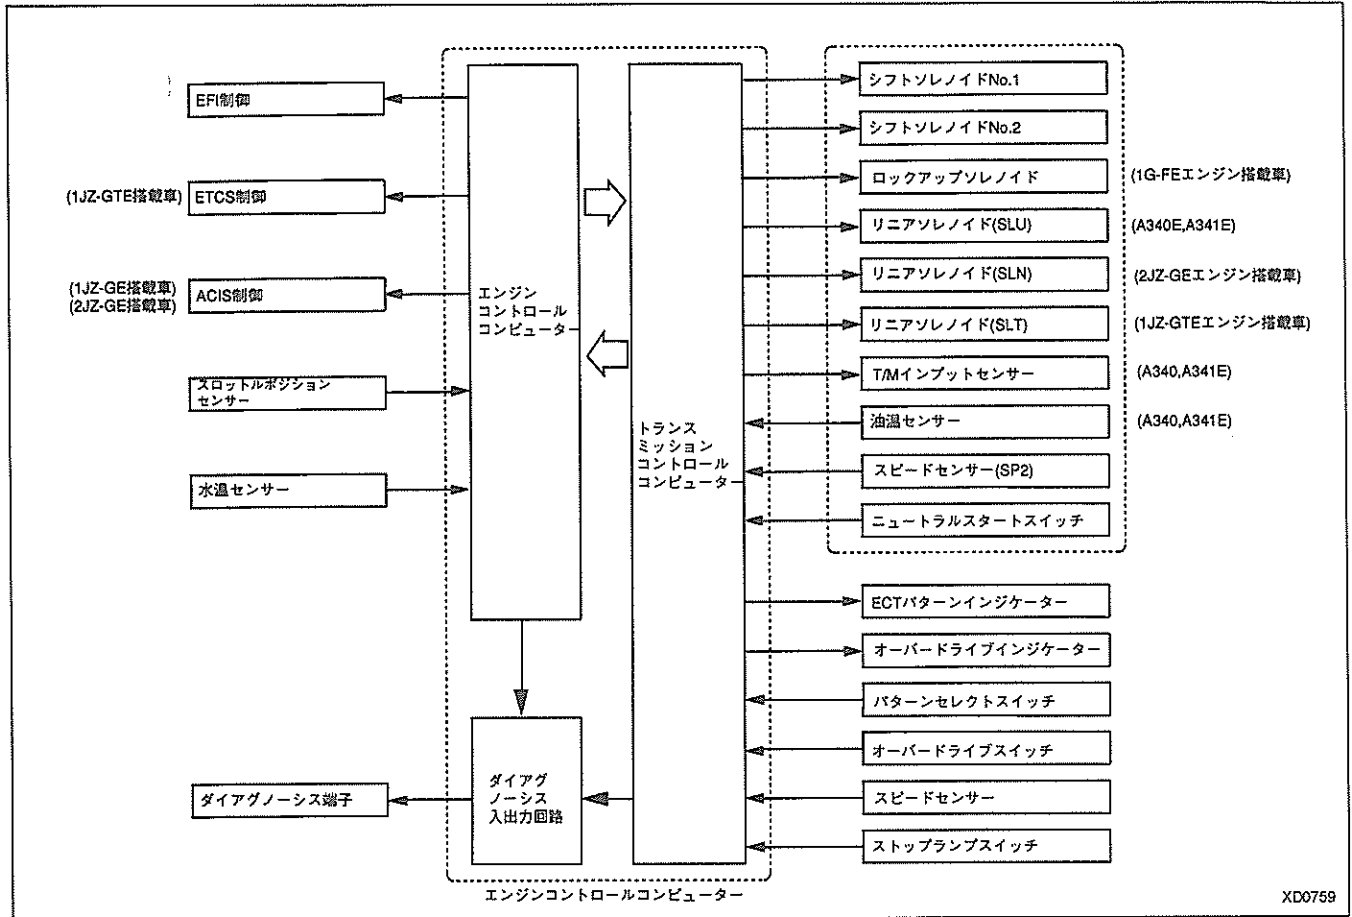 EFI制御
(1JZ-GTE搭載車)
ETCS制御
(1JZ-GE搭載車)
(2JZ-GE搭載車)
ACIS制御
スロットルポジション
センサー
水温センサー
ダイアグノーシス端子
エンジン
コントロール
コンピューター
トランス
ミッション
コントロール
コンピューター
ダイアグ
ノーシス
入出力回路
エンジンコントロールコンピューター
シフトソレノイドNo.1
シフトソレノイドNo.2
ロックアップソレノイド
(1G-FEエンジン搭載車)
リニアソレノイド(SLU)
(A340E,A341E)
リニアソレノイド(SLN)
(2JZ-GEエンジン搭載車)
リニアソレノイド(SLT)
(1JZ-GTEエンジン搭載車)
T/Mインプットセンサー
(A340,A341E)
油温センサー
(A340,A341E)
スピードセンサー(SP2)
ニュートラルスタートスイッチ
ECTパターンインジケーター
オーバードライブインジケーター
パターンセレクトスイッチ
オーバードライブスイッチ
スピードセンサー
ストップランプスイッチ
XD0759